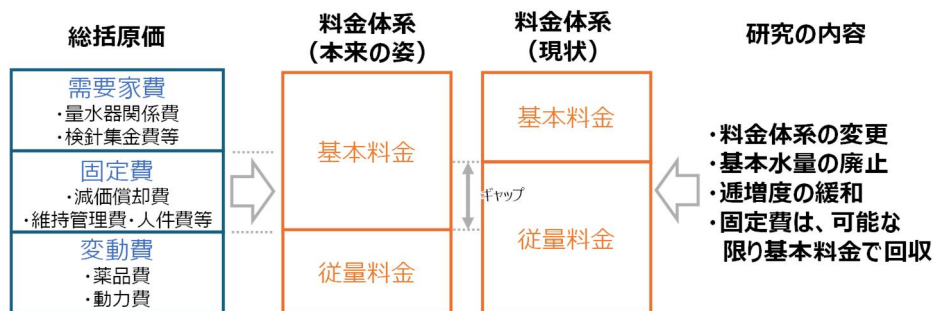 総括原価
需要家費
・量水器関係費
・検針集金費等
固定費
・減価償却費
・維持管理費・人件費等
変動費
・薬品費
・動力費
料金体系
(本来の姿)
基本料金
従量料金
ギャップ
料金体系
(現状)
基本料金
従量料金
研究の内容
・料金体系の変更
・基本水量の廃止
・逓増度の緩和
・固定費は、可能な
限り基本料金で回収